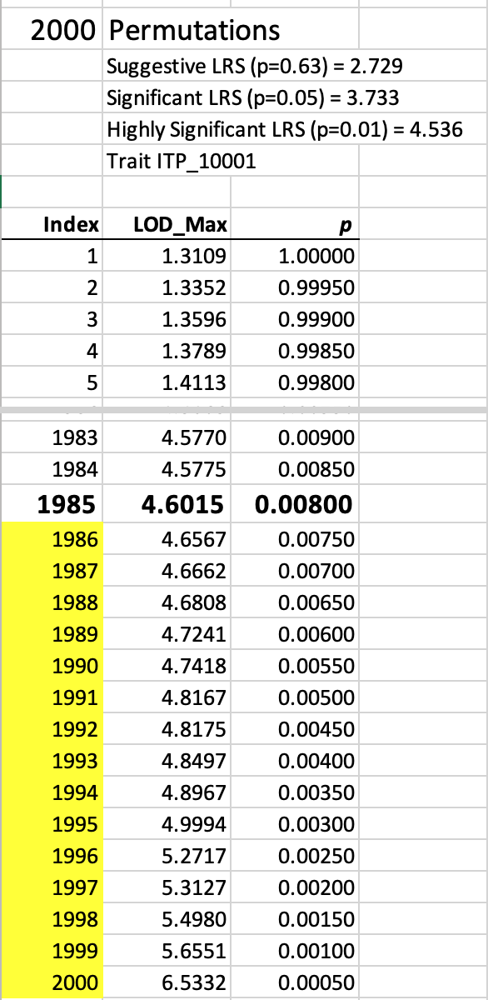 2000 Permutations
Suggestive LRS (p=0.63) = 2.729
Significant LRS (p=0.05) = 3.733
Highly Significant LRS (p=0.01) = 4.536
Trait ITP_10001
Index LOD_Max p
1 1.3109 1.00000
2 1.3352 0.99950
3 1.3596 0.99900
4 1.3789 0.99850
5 1.4113 0.99800
1983 4.5770 0.00900
1984 4.5775 0.00850
1985 4.6015 0.00800
1986 4.6567 0.00750
1987 4.6662 0.00700
1988 4.6808 0.00650
1989 4.7241 0.00600
1990 4.7418 0.00550
1991 4.8167 0.00500
1992 4.8175 0.00450
1993 4.8497 0.00400
1994 4.8967 0.00350
1995 4.9994 0.00300
1996 5.2717 0.00250
1997 5.3127 0.00200
1998 5.4980 0.00150
1999 5.6551 0.00100
2000 6.5332 0.00050